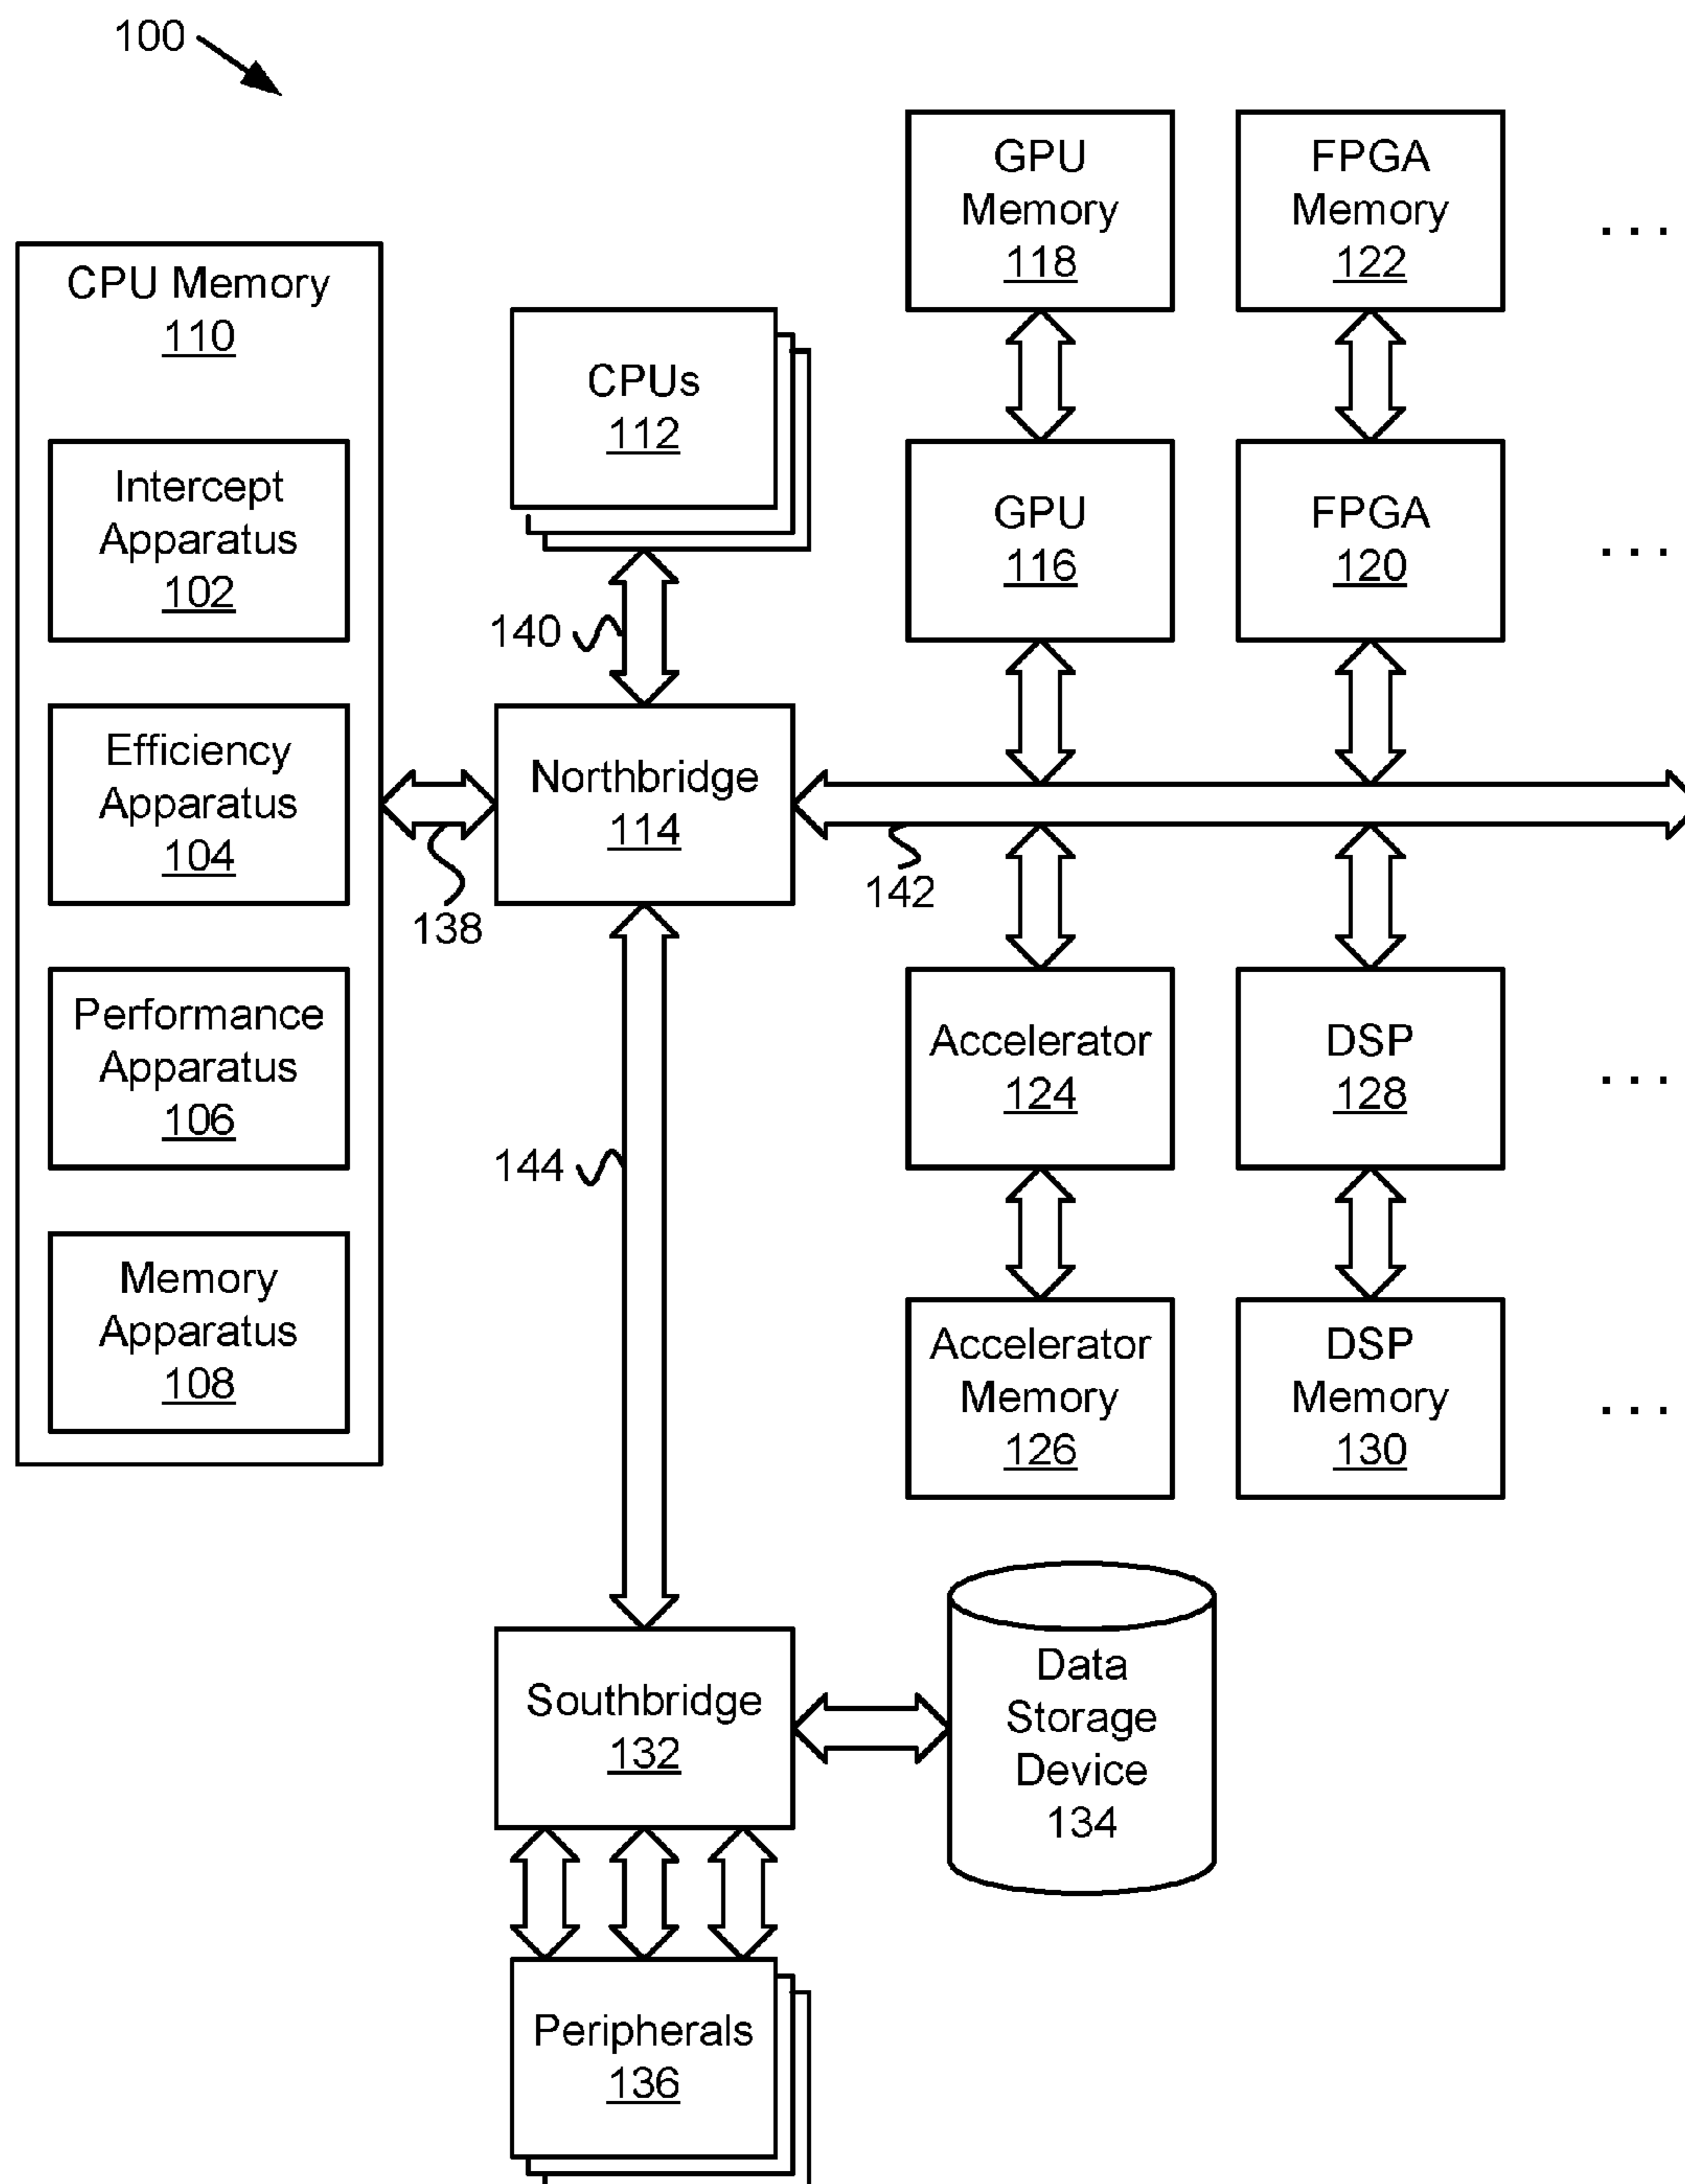 100
GPU
Memory
118
FPGA
Memory
122
. . .
CPU Memory
110
CPUs
112
Intercept
Apparatus
102
GPU
116
FPGA
120
. . .
140
Efficiency
Apparatus
104
Northbridge
114
138
142
Performance
Apparatus
106
Accelerator
124
DSP
128
. . .
144
Memory
Apparatus
108
Accelerator
Memory
126
DSP
Memory
130
. . .
Southbridge
132
Data
Storage
Device
134
Peripherals
136